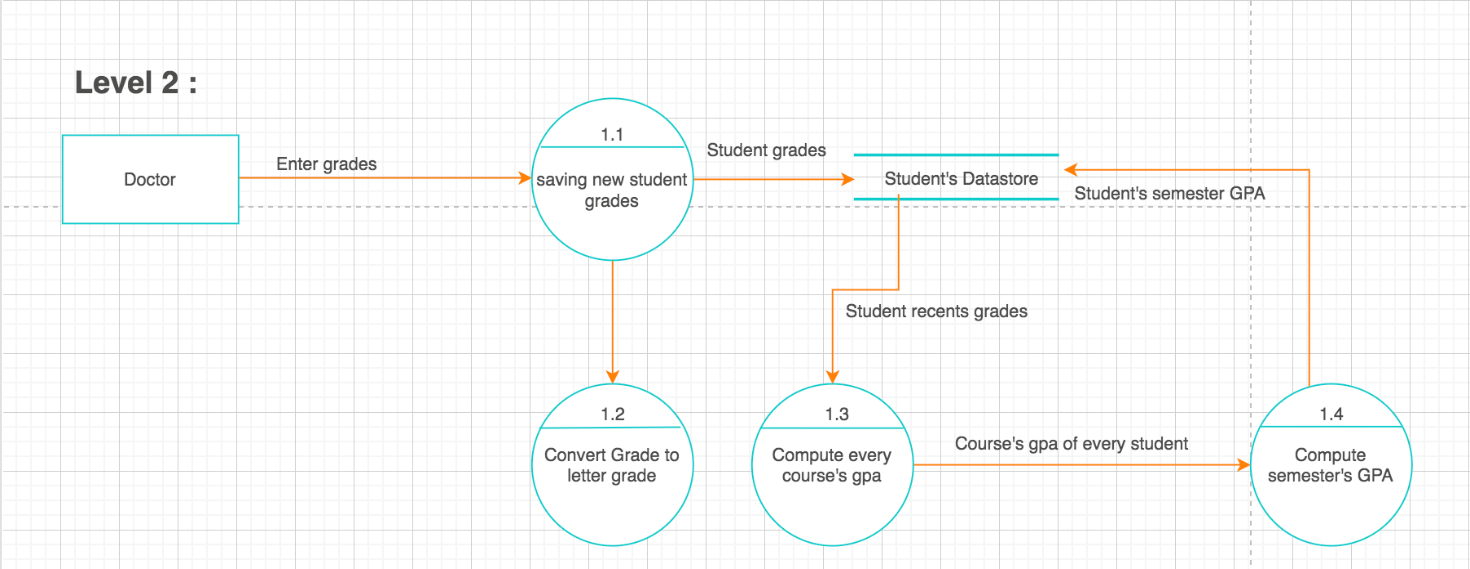 Level 2 :
Doctor
Enter grades
1.1
saving new student
grades
Student grades
Student's Datastore
Student's semester GPA
Student recents grades
1.2
Convert Grade to
letter grade
1.3
Compute every
course's gpa
Course's gpa of every student
1.4
Compute
semester's GPA